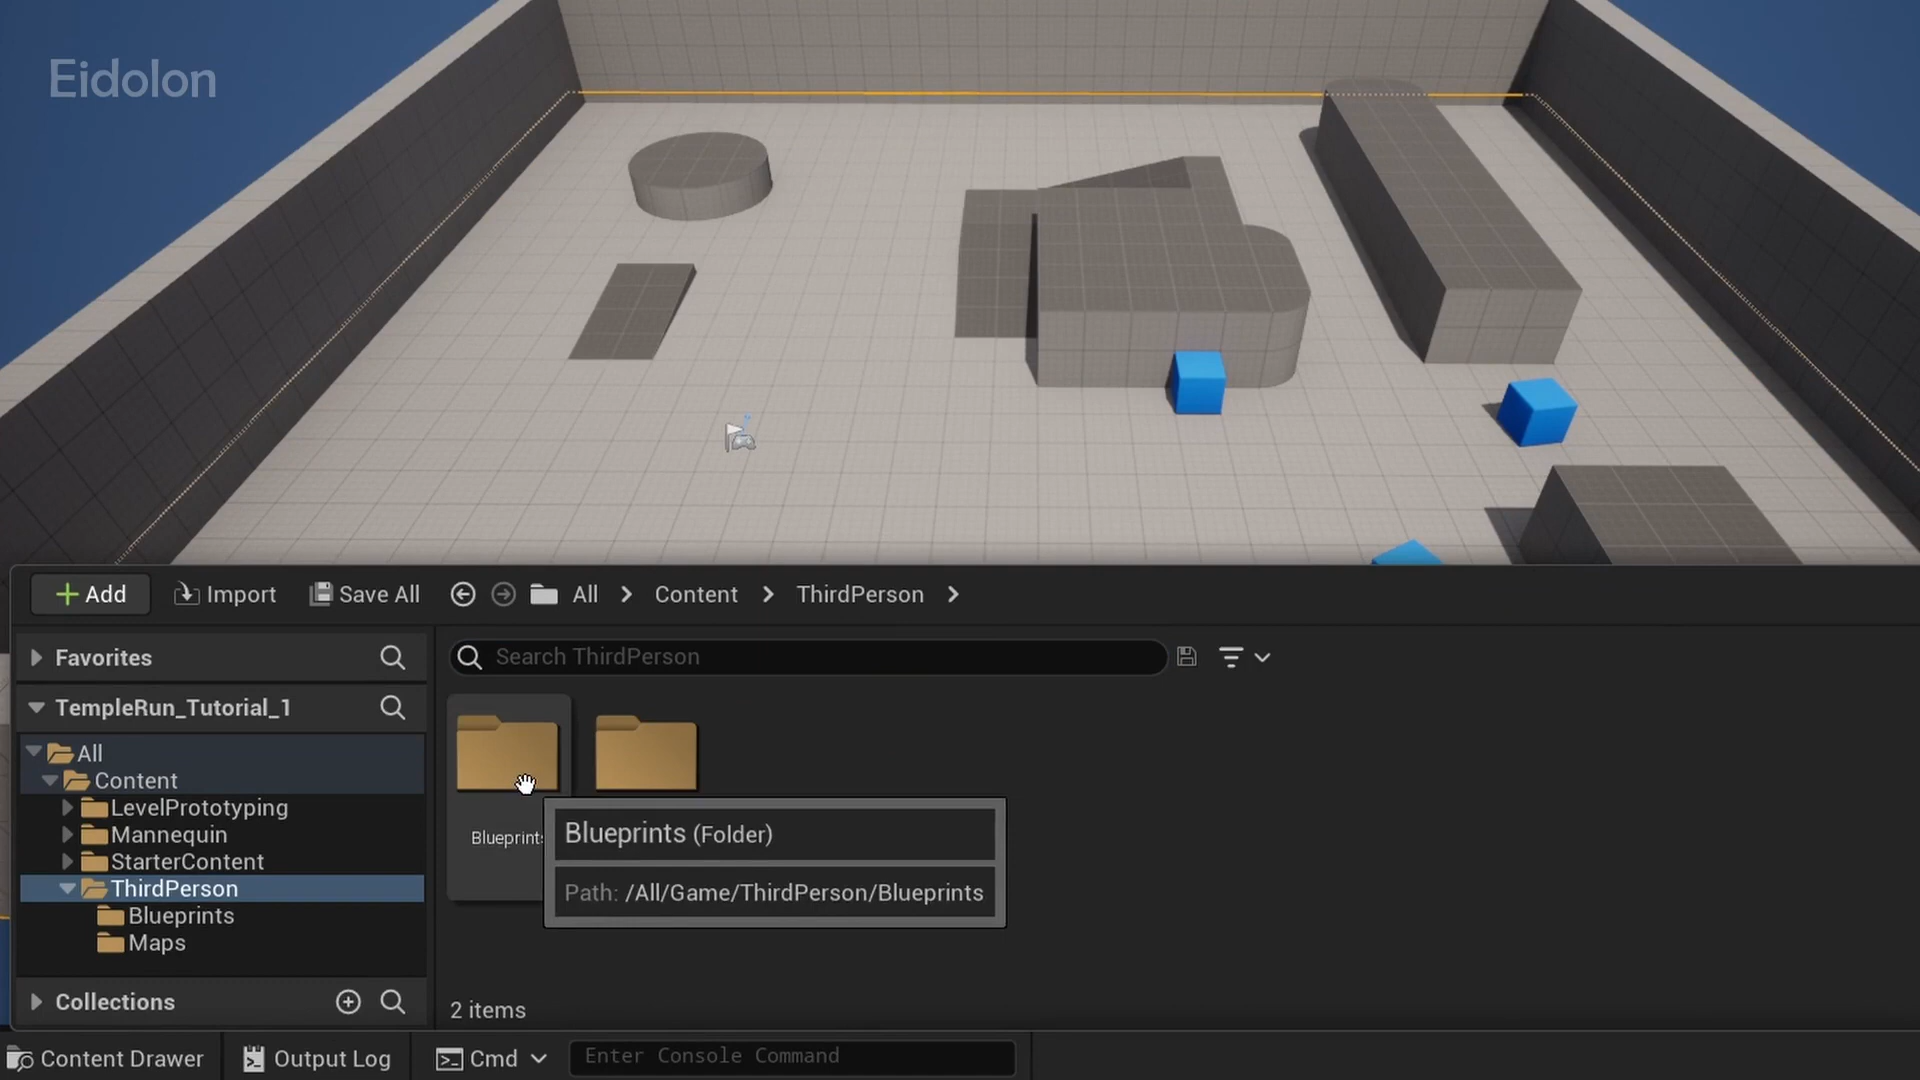 Eidolon
Add
Import
Save All
All
Content
ThirdPerson
Favorites
Search ThirdPerson
TempleRun_Tutorial_1
All
Content
LevelPrototyping
Mannequin
StarterContent
ThirdPerson
Blueprints
Maps
Blueprints
Blueprints (Folder)
Path: /All/Game/ThirdPerson/Blueprints
Collections
2 items
Content Drawer
Output Log
Cmd
Enter Console Command